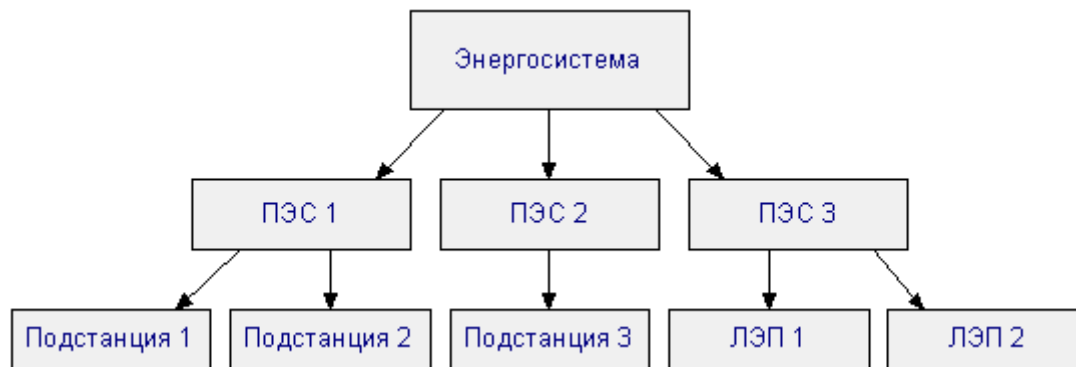 Энергосистема
ПЭС 1
ПЭС 2
ПЭС 3
Подстанция 1
Подстанция 2
Подстанция 3
ЛЭП 1
ЛЭП 2